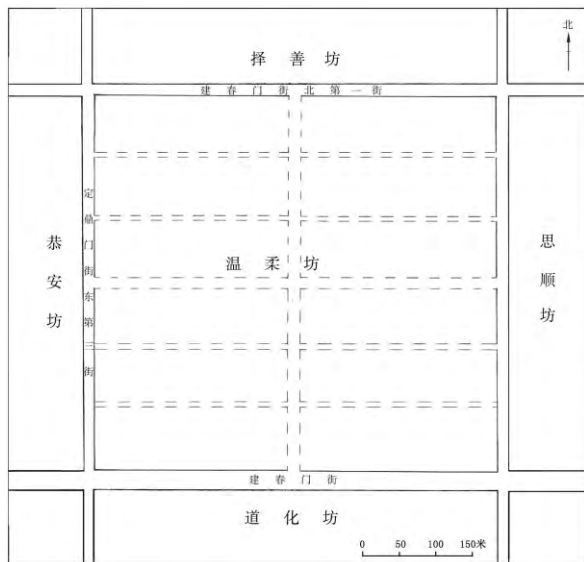 北
择善坊
建春门街北第一街
定鼎门街东第三街
恭安坊
温柔坊
思顺坊
建春门街
道化坊
0 50 100 150米